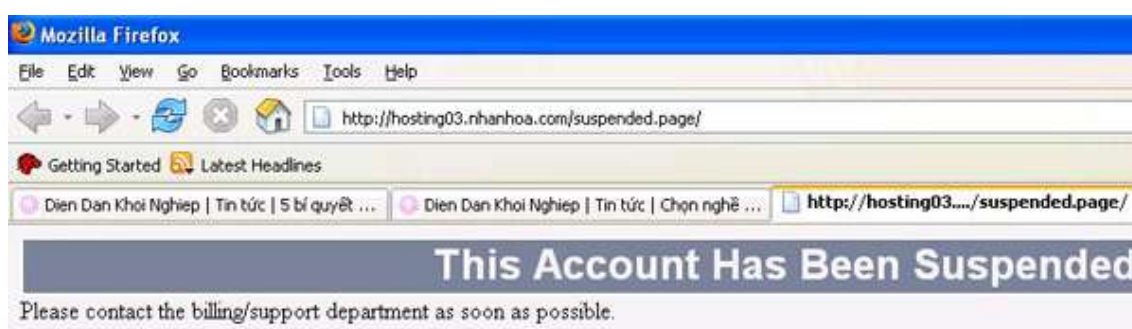 Mozilla Firefox
File Edit View Go Bookmarks Tools Help
http://hosting03.nhanhoa.com/suspended.page/
Getting Started Latest Headlines
Dien Dan Khoi Nghiep | Tin tức | 5 bí quyết ... Dien Dan Khoi Nghiep | Tin tức | Chọn nghề ... http://hosting03..../suspended.page/
This Account Has Been Suspended
Please contact the billing/support department as soon as possible.